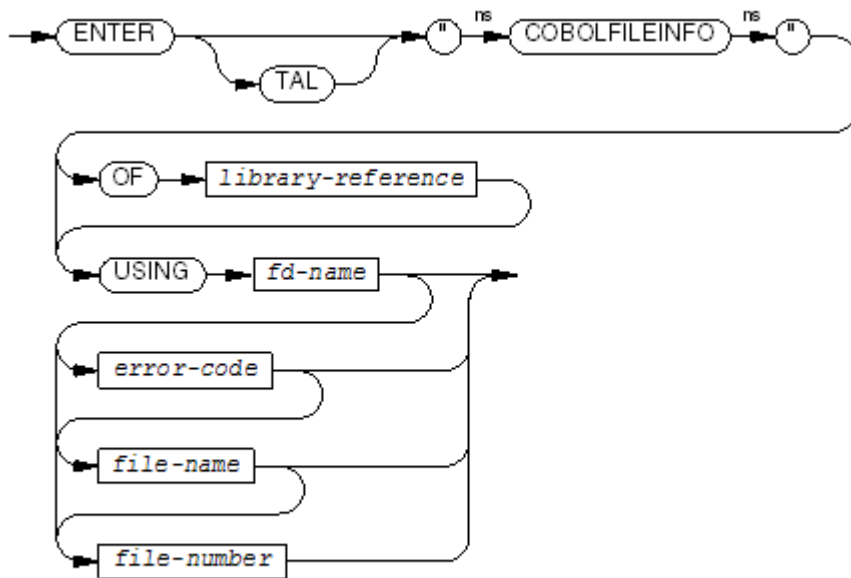 ENTER " ns COBOLFILEINFO ns "
TAL
OF library-reference
USING fd-name
error-code
file-name
file-number